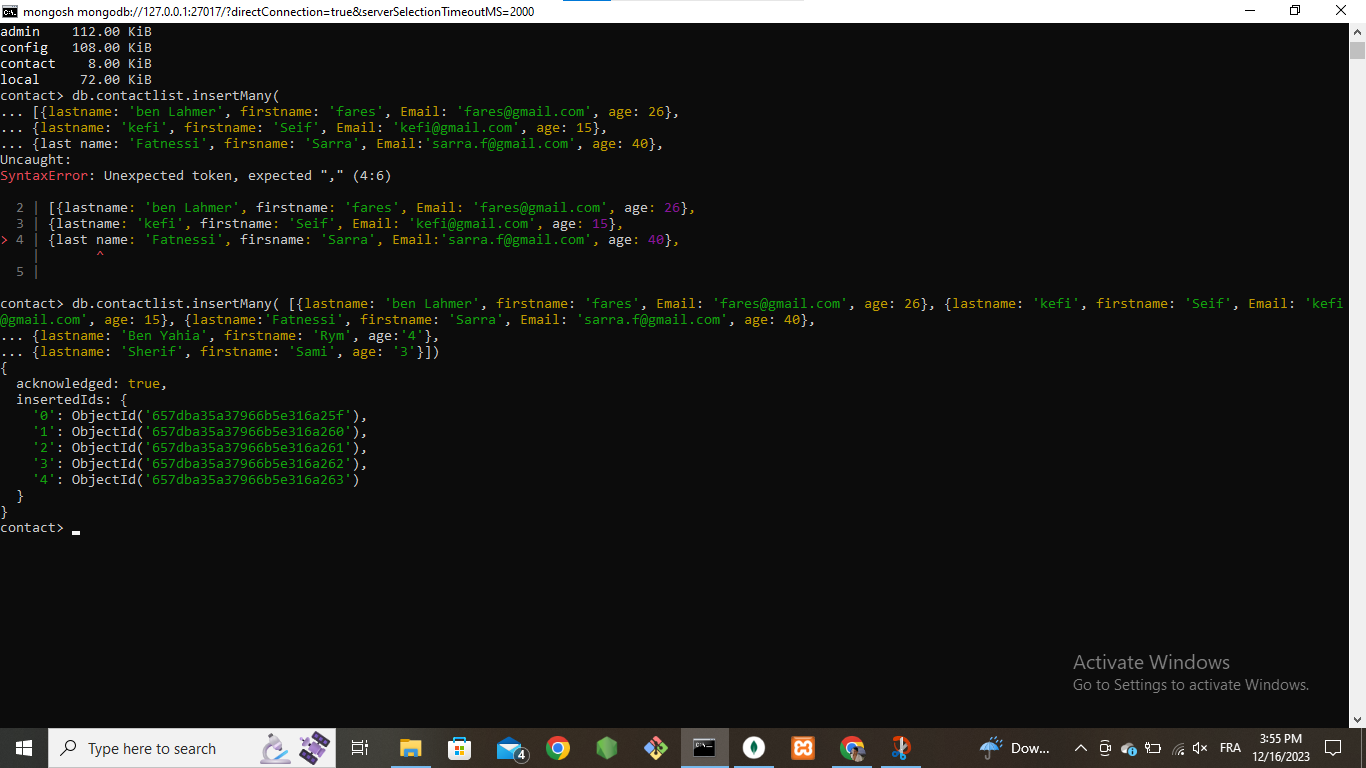 mongosh mongodb://127.0.0.1:27017/?directConnection=true&serverSelectionTimeoutMS=2000
admin    112.00 KiB
config   108.00 KiB
contact    8.00 KiB
local     72.00 KiB
contact> db.contactlist.insertMany(
... [{lastname: 'ben Lahmer', firstname: 'fares', Email: 'fares@gmail.com', age: 26},
... {lastname: 'kefi', firstname: 'Seif', Email: 'kefi@gmail.com', age: 15},
... {last name: 'Fatnessi', firsname: 'Sarra', Email:'sarra.f@gmail.com', age: 40},
Uncaught:
SyntaxError: Unexpected token, expected "," (4:6)
  2 | [{lastname: 'ben Lahmer', firstname: 'fares', Email: 'fares@gmail.com', age: 26},
  3 | {lastname: 'kefi', firstname: 'Seif', Email: 'kefi@gmail.com', age: 15},
> 4 | {last name: 'Fatnessi', firsname: 'Sarra', Email:'sarra.f@gmail.com', age: 40},
    |       ^
  5 |
contact> db.contactlist.insertMany( [{lastname: 'ben Lahmer', firstname: 'fares', Email: 'fares@gmail.com', age: 26}, {lastname: 'kefi', firstname: 'Seif', Email: 'kefi
@gmail.com', age: 15}, {lastname:'Fatnessi', firstname: 'Sarra', Email: 'sarra.f@gmail.com', age: 40},
... {lastname: 'Ben Yahia', firstname: 'Rym', age:'4'},
... {lastname: 'Sherif', firstname: 'Sami', age: '3'}])
{
  acknowledged: true,
  insertedIds: {
    '0': ObjectId('657dba35a37966b5e316a25f'),
    '1': ObjectId('657dba35a37966b5e316a260'),
    '2': ObjectId('657dba35a37966b5e316a261'),
    '3': ObjectId('657dba35a37966b5e316a262'),
    '4': ObjectId('657dba35a37966b5e316a263')
  }
}
contact>
Activate Windows
Go to Settings to activate Windows.
Type here to search
4
Dow...
FRA
3:55 PM
12/16/2023